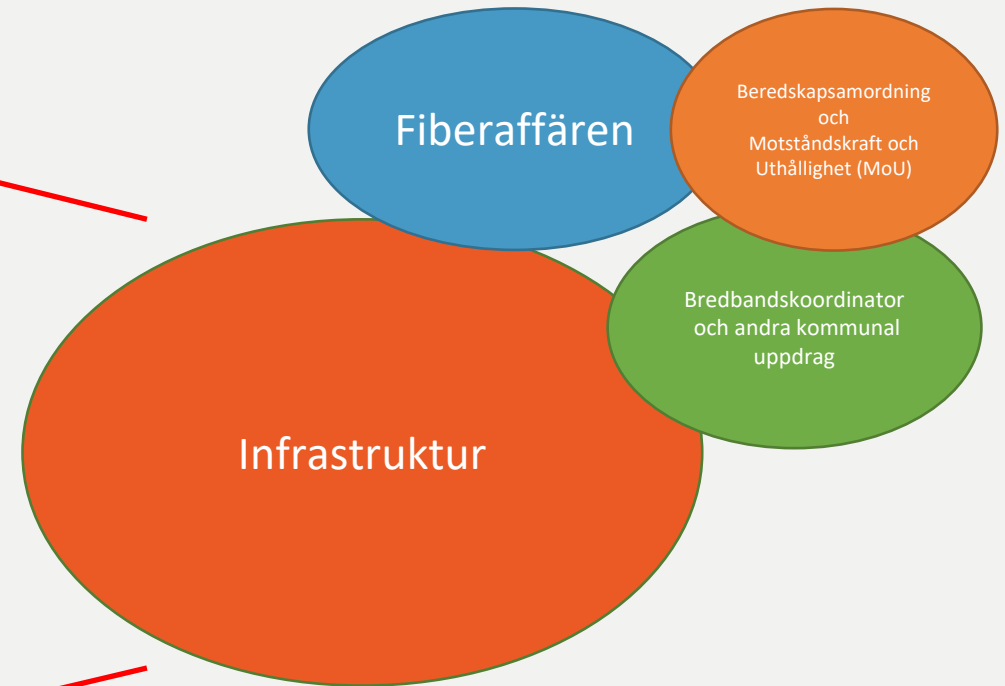 Fiberaffären
Beredskapsamordning
och
Motståndskraft och
Uthållighet (MoU)
Bredbandskoordinator
och andra kommunal
uppdrag
Infrastruktur